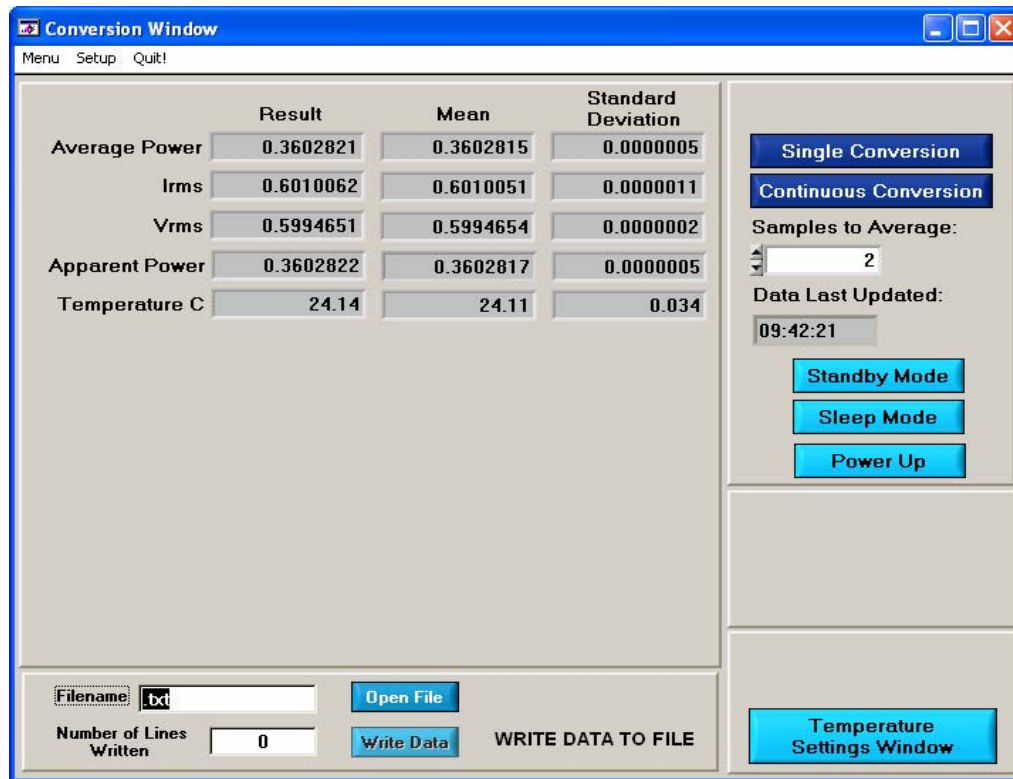 Conversion Window
Menu Setup Quit!
Result Mean Standard Deviation
Average Power 0.3602821 0.3602815 0.0000005
Irms 0.6010062 0.6010051 0.0000011
Vrms 0.5994651 0.5994654 0.0000002
Apparent Power 0.3602822 0.3602817 0.0000005
Temperature C 24.14 24.11 0.034
Single Conversion
Continuous Conversion
Samples to Average:
2
Data Last Updated:
09:42:21
Standby Mode
Sleep Mode
Power Up
Filename .txt Open File
Number of Lines
Written 0 Write Data WRITE DATA TO FILE
Temperature
Settings Window